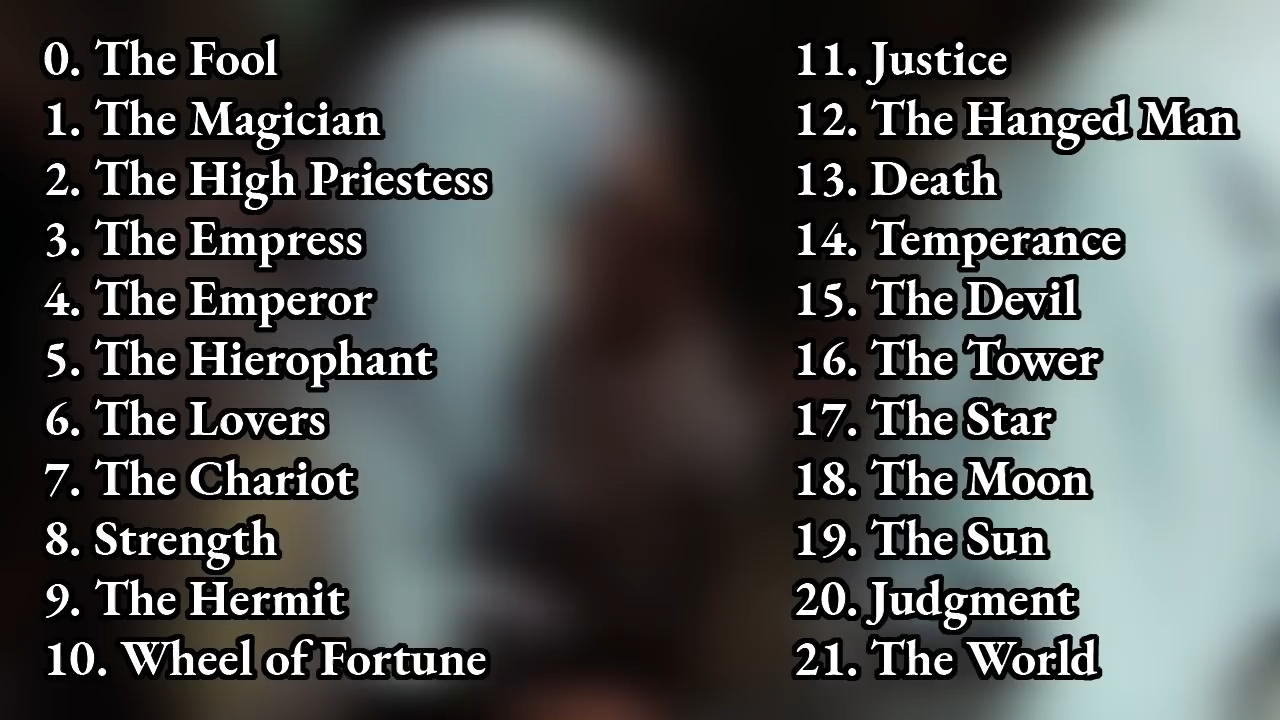 0. The Fool
1. The Magician
2. The High Priestess
3. The Empress
4. The Emperor
5. The Hierophant
6. The Lovers
7. The Chariot
8. Strength
9. The Hermit
10. Wheel of Fortune
11. Justice
12. The Hanged Man
13. Death
14. Temperance
15. The Devil
16. The Tower
17. The Star
18. The Moon
19. The Sun
20. Judgment
21. The World